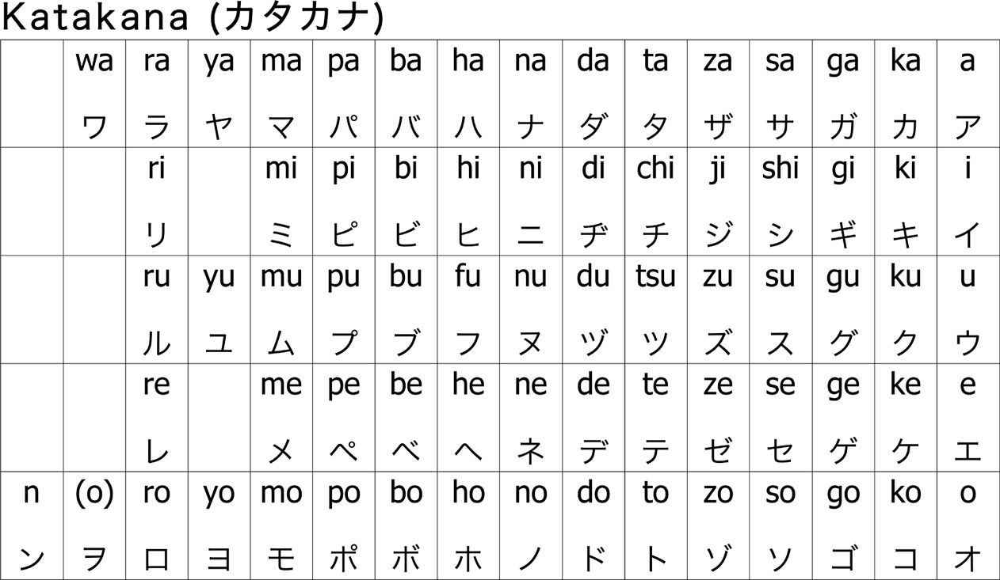 Katakana (カタカナ)
wa ra ya ma pa ba ha na da ta za sa ga ka a
ワ ラ ヤ マ パ バ ハ ナ ダ タ ザ サ ガ カ ア
ri mi pi bi hi ni di chi ji shi gi ki i
リ ミ ピ ビ ヒ ニ ヂ チ ジ シ ギ キ イ
ru yu mu pu bu fu nu du tsu zu su gu ku u
ル ユ ム プ ブ フ ヌ ヅ ツ ズ ス グ ク ウ
re me pe be he ne de te ze se ge ke e
レ メ ペ ベ ヘ ネ デ テ ゼ セ ゲ ケ エ
n (o) ro yo mo po bo ho no do to zo so go ko o
ン ヲ ロ ヨ モ ポ ボ ホ ノ ド ト ゾ ソ ゴ コ オ